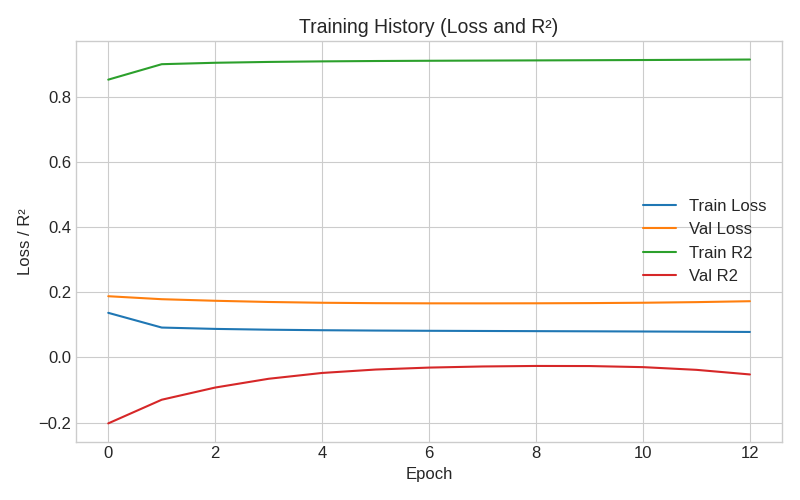 Training History (Loss and R²)
Loss / R²
0.8
0.6
0.4
0.2
0.0
−0.2
Train Loss
Val Loss
Train R2
Val R2
0 2 4 6 8 10 12
Epoch